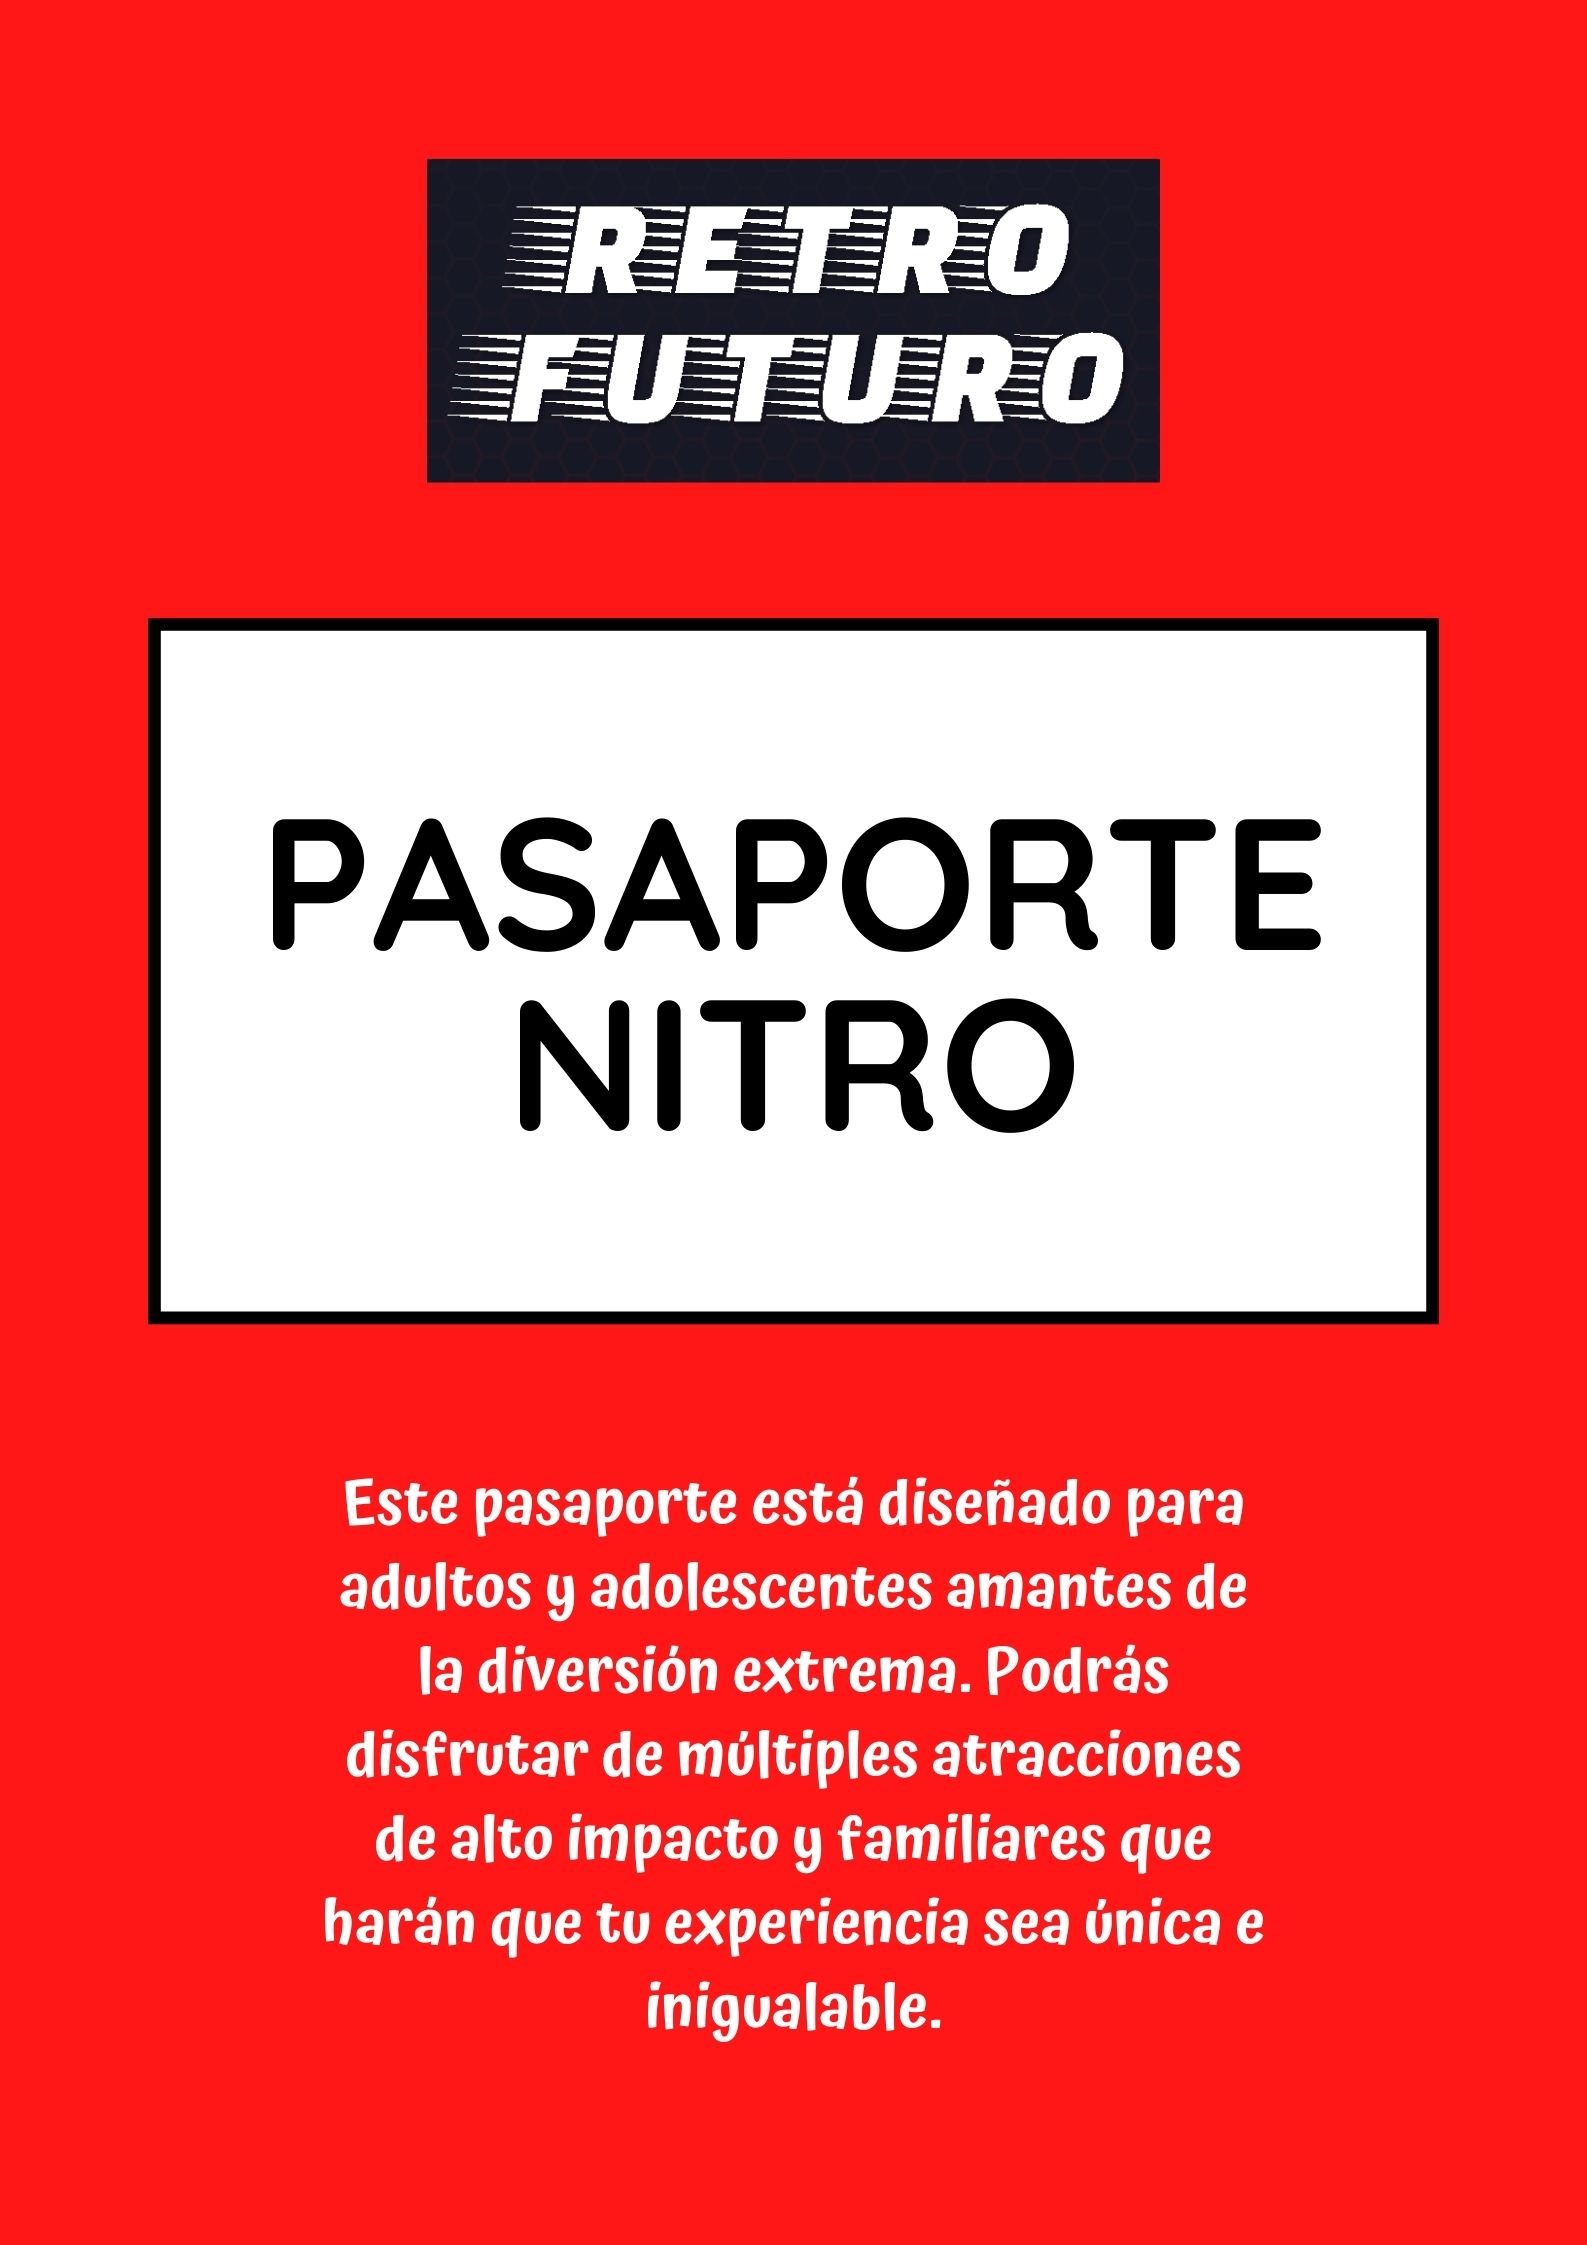 RETRO
FUTURO
PASAPORTE
NITRO
Este pasaporte está diseñado para
adultos y adolescentes amantes de
la diversión extrema. Podrás
disfrutar de múltiples atracciones
de alto impacto y familiares que
harán que tu experiencia sea única e
inigualable.